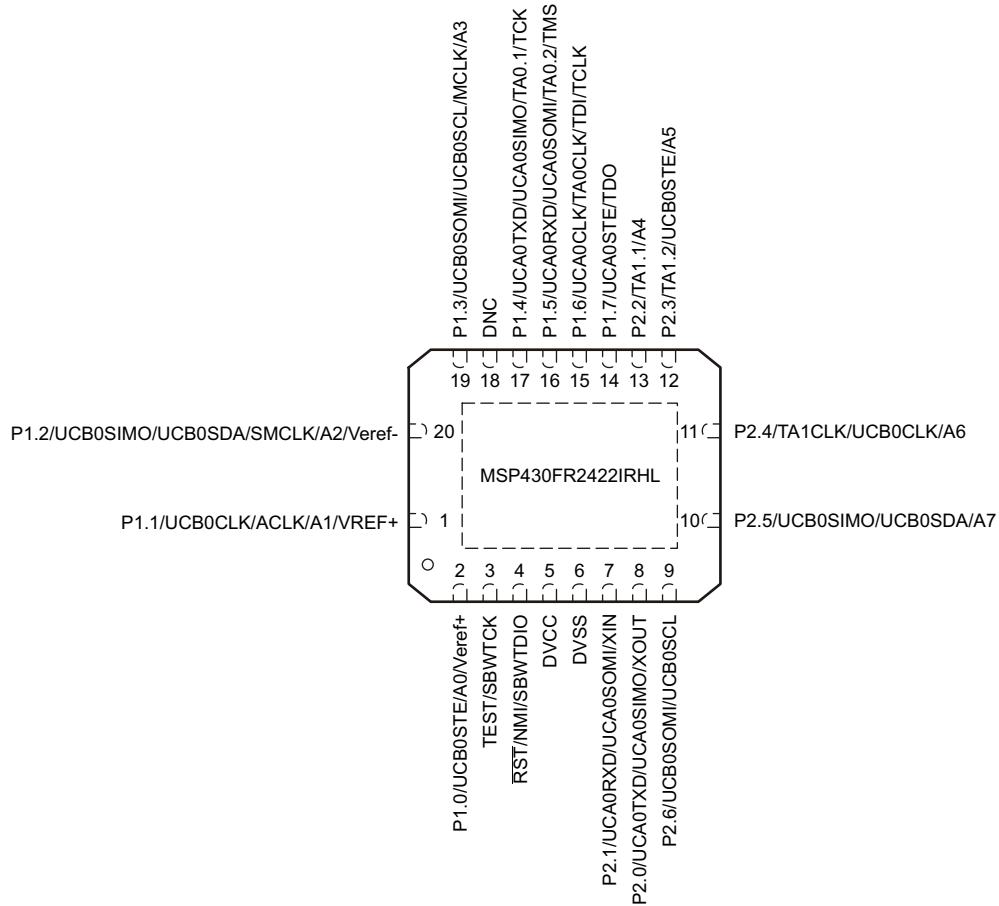 P1.3/UCB0SOMI/UCB0SCL/MCLK/A3
DNC
P1.4/UCA0TXD/UCA0SIMO/TA0.1/TCK
P1.5/UCA0RXD/UCA0SOMI/TA0.2/TMS
P1.6/UCA0CLK/TA0CLK/TDI/TCLK
P1.7/UCA0STE/TDO
P2.2/TA1.1/A4
P2.3/TA1.2/UCB0STE/A5
19 18 17 16 15 14 13 12
P1.2/UCB0SIMO/UCB0SDA/SMCLK/A2/Veref- 20
11 P2.4/TA1CLK/UCB0CLK/A6
MSP430FR2422IRHL
P1.1/UCB0CLK/ACLK/A1/VREF+ 1
10 P2.5/UCB0SIMO/UCB0SDA/A7
2 3 4 5 6 7 8 9
P1.0/UCB0STE/A0/Veref+
TEST/SBWTCK
RST/NMI/SBWTDIO
DVCC
DVSS
P2.1/UCA0RXD/UCA0SOMI/XIN
P2.0/UCA0TXD/UCA0SIMO/XOUT
P2.6/UCB0SOMI/UCB0SCL